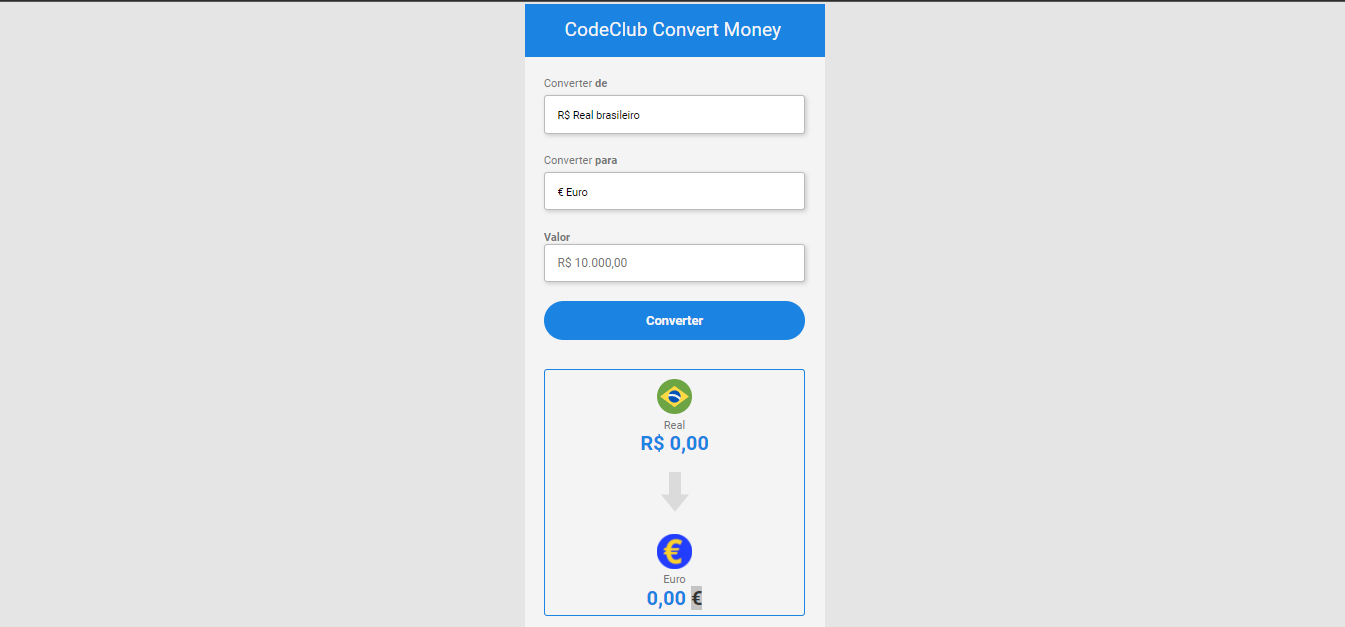 CodeClub Convert Money
Converter de
R$ Real brasileiro
Converter para
€ Euro
Valor
R$ 10.000,00
Converter
Real
R$ 0,00
€
Euro
0,00 €